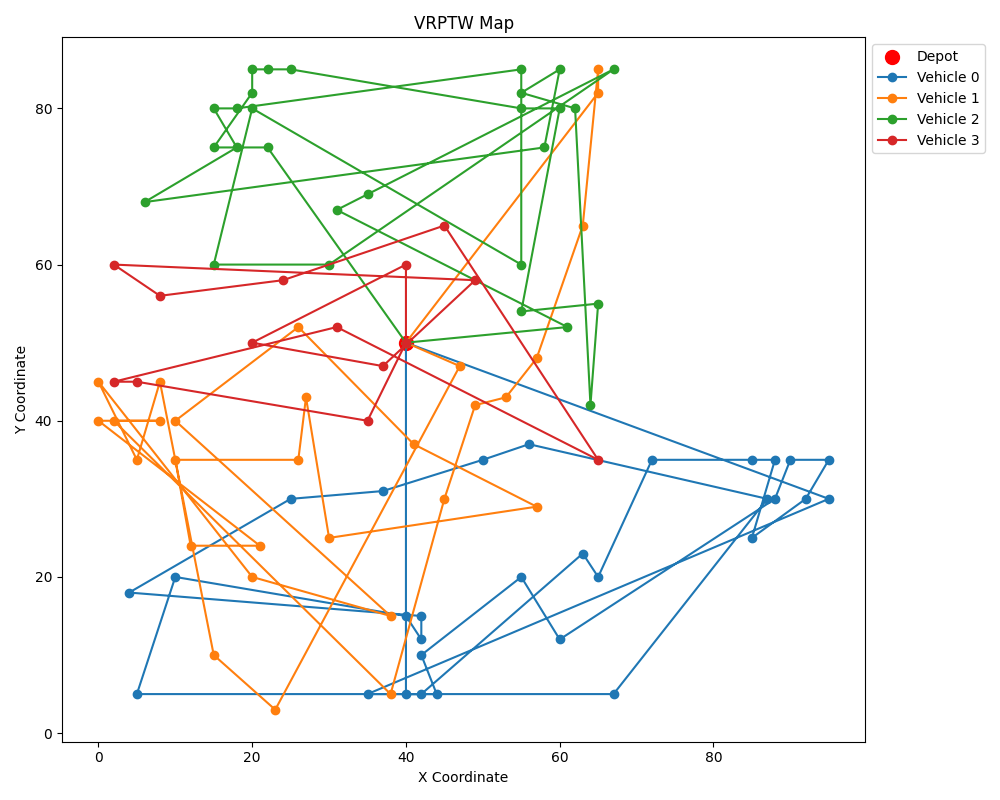 VRPTW Map
Depot
Vehicle 0
Vehicle 1
Vehicle 2
Vehicle 3
80
60
40
20
0
Y Coordinate
0 20 40 60 80
X Coordinate